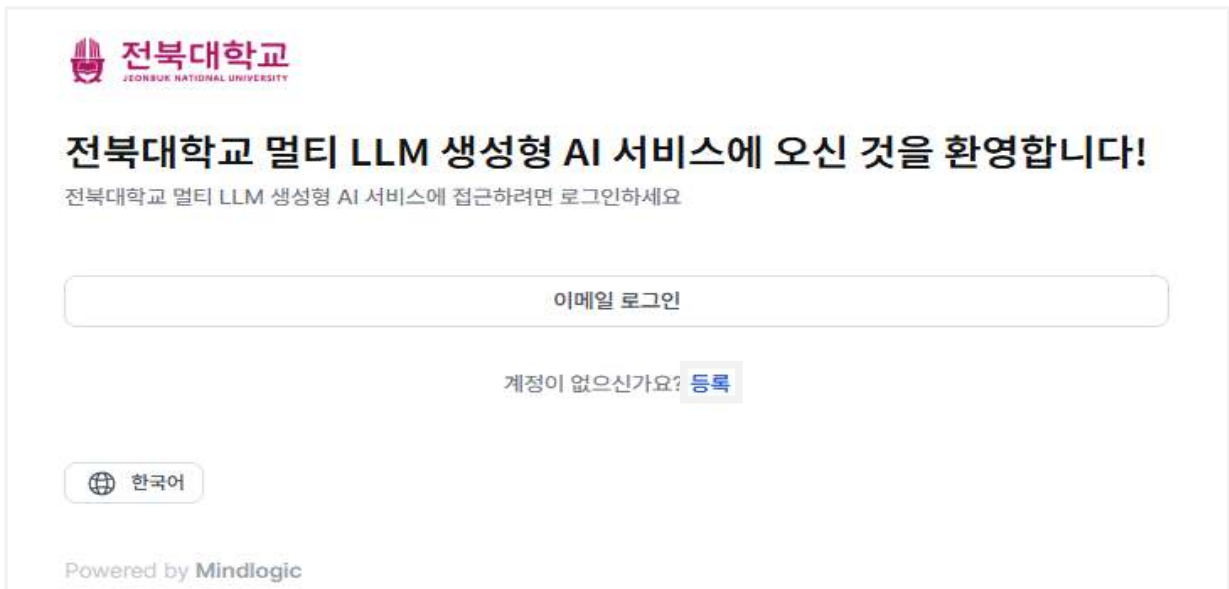 전북대학교
JEONBUK NATIONAL UNIVERSITY
전북대학교 멀티 LLM 생성형 AI 서비스에 오신 것을 환영합니다!
전북대학교 멀티 LLM 생성형 AI 서비스에 접근하려면 로그인하세요
이메일 로그인
계정이 없으신가요? 등록
한국어
Powered by Mindlogic